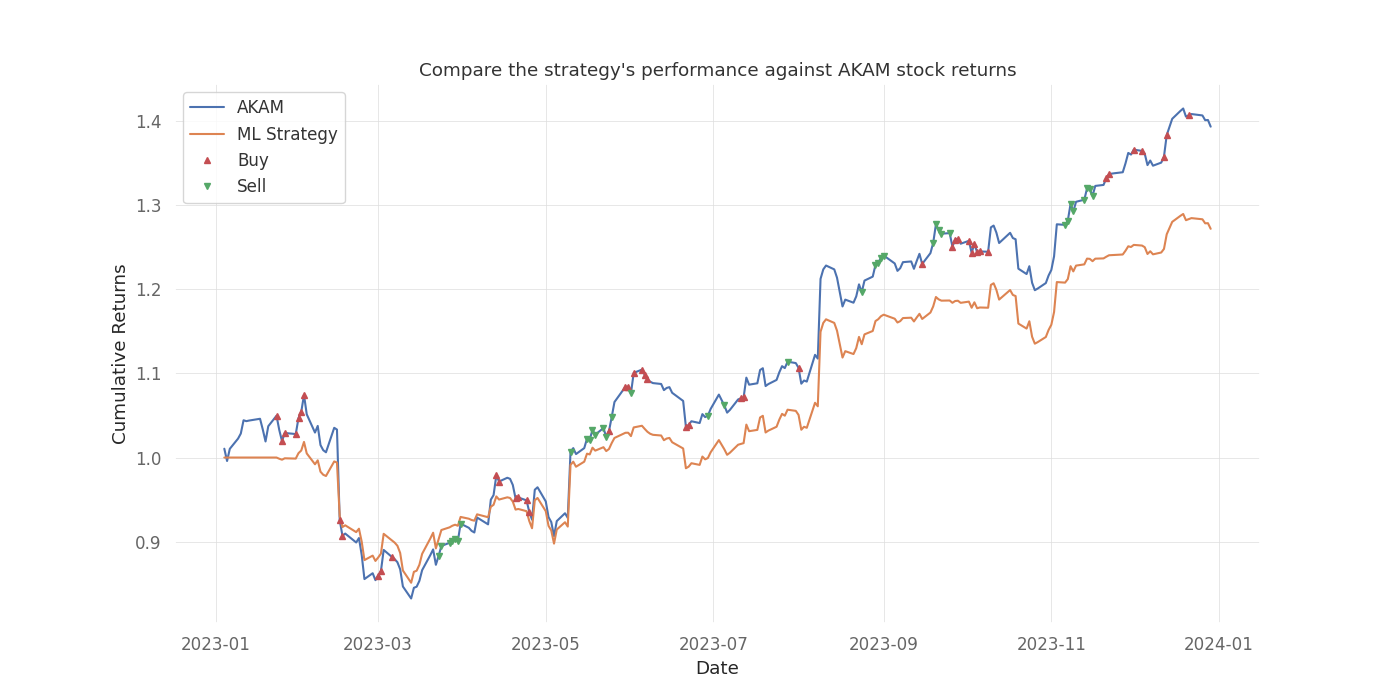 Compare the strategy's performance against AKAM stock returns
AKAM
ML Strategy
Buy
Sell
Cumulative Returns
1.4
1.3
1.2
1.1
1.0
0.9
2023-01
2023-03
2023-05
2023-07
2023-09
2023-11
2024-01
Date